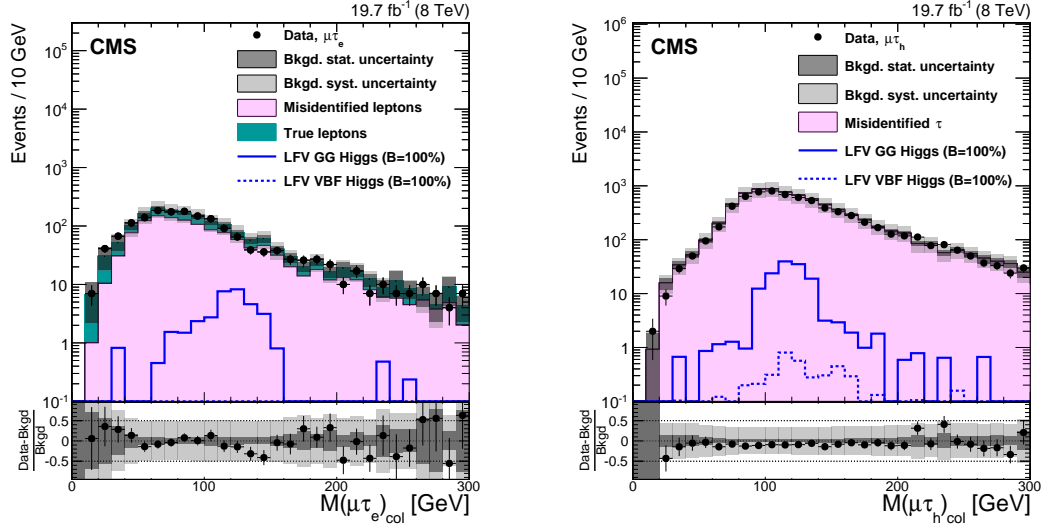 19.7 fb⁻¹ (8 TeV)
CMS
Data, μτₑ
Bkgd. stat. uncertainty
Bkgd. syst. uncertainty
Misidentified leptons
True leptons
LFV GG Higgs (B=100%)
LFV VBF Higgs (B=100%)
Events / 10 GeV
10⁵
10⁴
10³
10²
10
1
10⁻¹
Data-Bkgd
Bkgd
0.5
0
-0.5
0 100 200 300
M(μτₑ)col [GeV]
19.7 fb⁻¹ (8 TeV)
CMS
Data, μτₕ
Bkgd. stat. uncertainty
Bkgd. syst. uncertainty
Misidentified τ
LFV GG Higgs (B=100%)
LFV VBF Higgs (B=100%)
Events / 10 GeV
10⁶
10⁵
10⁴
10³
10²
10
1
10⁻¹
Data-Bkgd
Bkgd
0.5
0
-0.5
0 100 200 300
M(μτₕ)col [GeV]